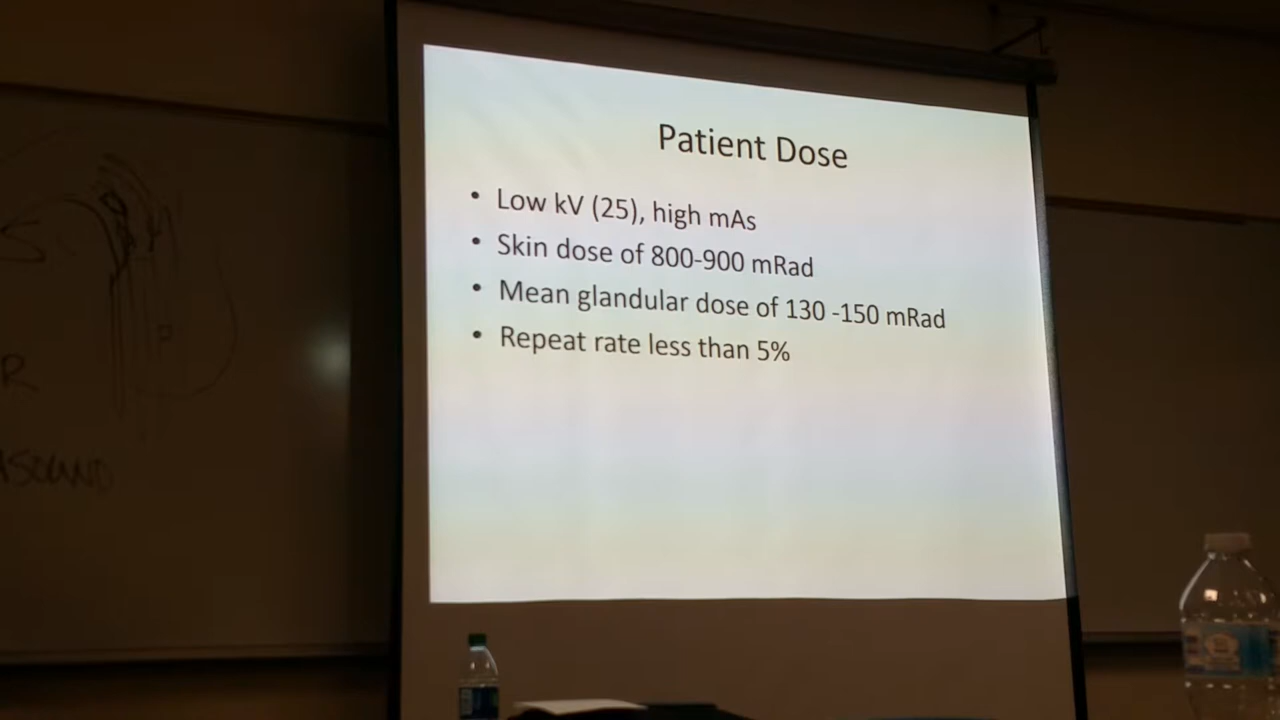 Patient Dose
• Low kV (25), high mAs
• Skin dose of 800-900 mRad
• Mean glandular dose of 130 -150 mRad
• Repeat rate less than 5%